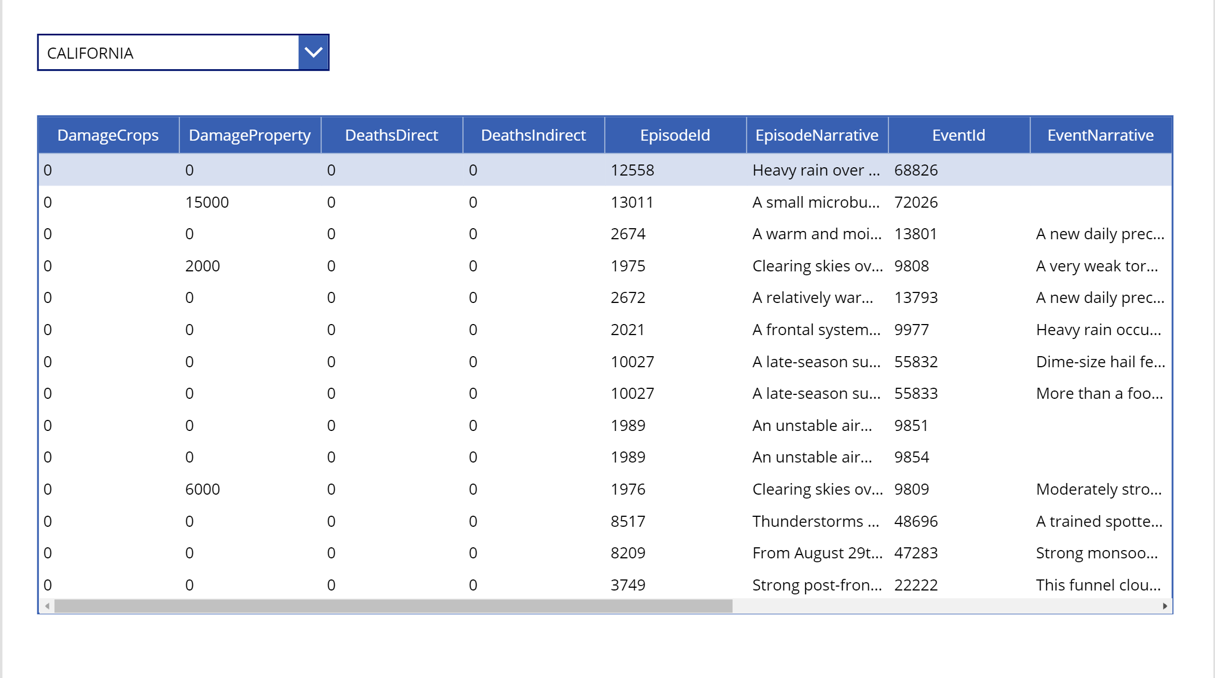 CALIFORNIA
DamageCrops DamageProperty DeathsDirect DeathsIndirect EpisodeId EpisodeNarrative EventId EventNarrative
0 0 0 0 12558 Heavy rain over ... 68826
0 15000 0 0 13011 A small microbu... 72026
0 0 0 0 2674 A warm and moi... 13801 A new daily prec...
0 2000 0 0 1975 Clearing skies ov... 9808 A very weak tor...
0 0 0 0 2672 A relatively war... 13793 A new daily prec...
0 0 0 0 2021 A frontal system... 9977 Heavy rain occu...
0 0 0 0 10027 A late-season su... 55832 Dime-size hail fe...
0 0 0 0 10027 A late-season su... 55833 More than a foo...
0 0 0 0 1989 An unstable air... 9851
0 0 0 0 1989 An unstable air... 9854
0 6000 0 0 1976 Clearing skies ov... 9809 Moderately stro...
0 0 0 0 8517 Thunderstorms ... 48696 A trained spotte...
0 0 0 0 8209 From August 29t... 47283 Strong monsoo...
0 0 0 0 3749 Strong post-fron... 22222 This funnel clou...